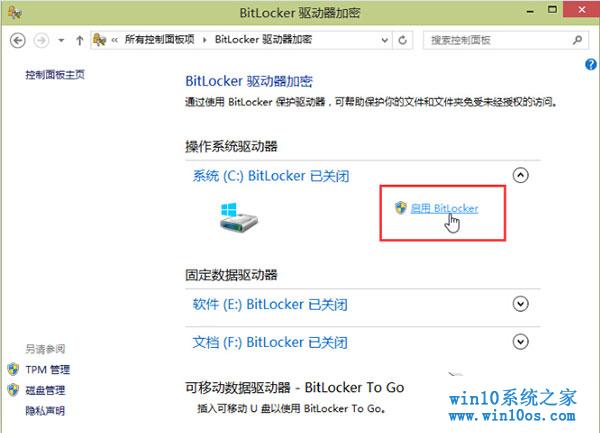 BitLocker 驱动器加密
« 所有控制面板项 ▸ BitLocker 驱动器加密
搜索控制面板
控制面板主页
BitLocker 驱动器加密
通过使用 BitLocker 保护驱动器，可帮助保护你的文件和文件夹免受未经授权的访问。
操作系统驱动器
系统 (C:) BitLocker 已关闭
启用 BitLocker
固定数据驱动器
软件 (E:) BitLocker 已关闭
文档 (F:) BitLocker 已关闭
可移动数据驱动器 - BitLocker To Go
插入可移动 U 盘以使用 BitLocker To Go。
另请参阅
TPM 管理
磁盘管理
隐私声明
win10系统之家
www.win10os.com